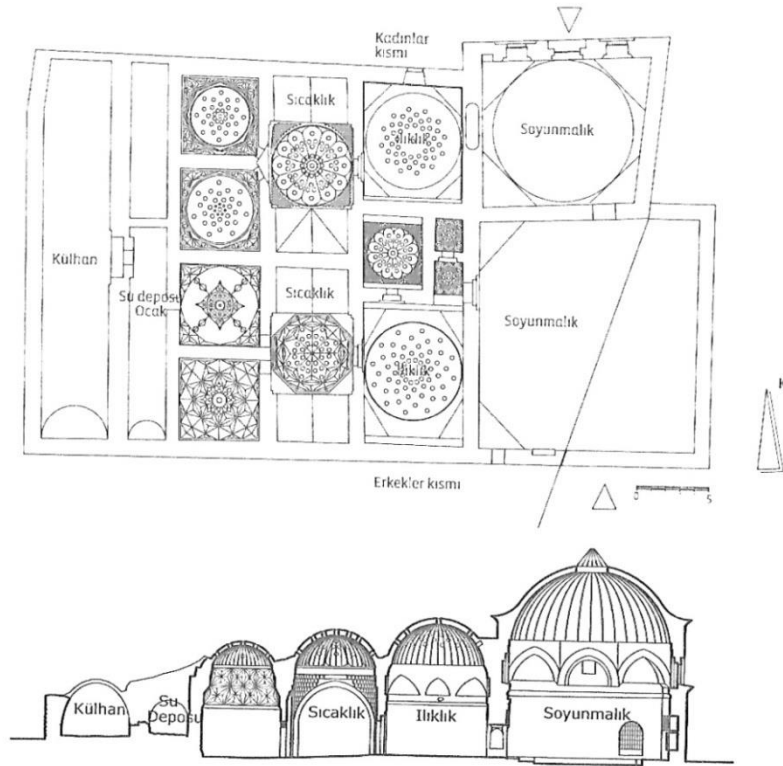 Kadınlar
kısmı
Sıcaklık
Ilıklık
Soyunmalık
Külhan
Su deposu
Ocak
Sıcaklık
Ilıklık
Soyunmalık
K
Erkekler kısmı
0 5
Külhan
Su
Deposu
Sıcaklık
Ilıklık
Soyunmalık